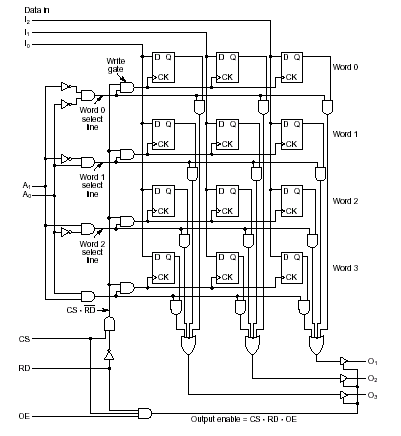 Data in
I2
I1
I0
Write
gate
D Q
CK
D Q
CK
D Q
CK
Word 0
Word 0
select
line
D Q
CK
D Q
CK
D Q
CK
Word 1
Word 1
select
line
A1
A0
D Q
CK
D Q
CK
D Q
CK
Word 2
Word 2
select
line
D Q
CK
D Q
CK
D Q
CK
Word 3
CS • R̅D̅
CS
RD
OE
O1
O2
O3
Output enable = CS • RD • OE